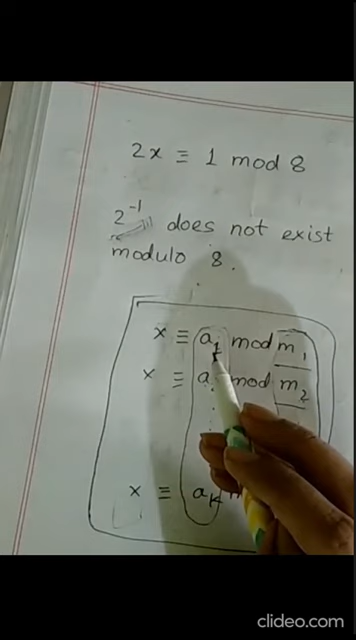 2x ≡ 1 mod 8
2⁻¹ does not exist
modulo 8.
x ≡ a₁ mod m₁
x ≡ a mod m₂
x ≡ aₖ
clideo.com